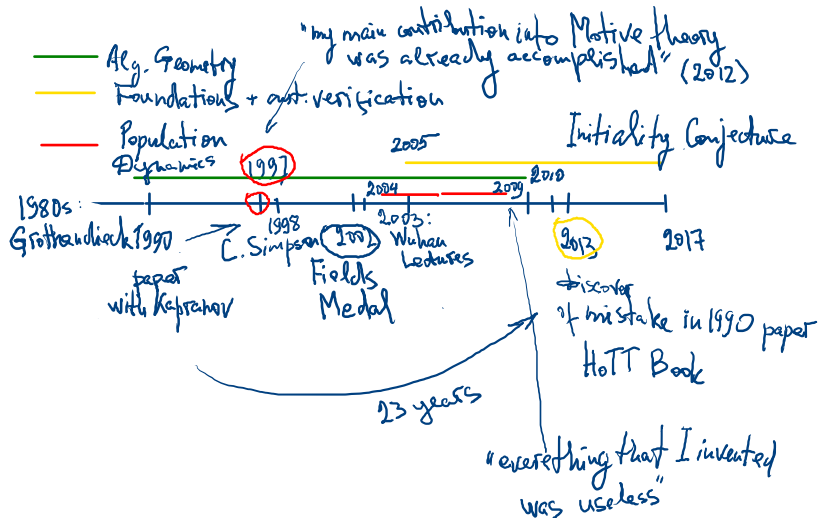 "my main contribution into Motive theory
was already accomplished" (2012)
Alg. Geometry
Foundations + aut. verification
Population
Dynamics
1997
2005
Initiality Conjecture
2010
1980s:
Grothendieck
1990
1998
C. Simpson
2002
Fields
Medal
2004
2003:
Wuhan
Lectures
2009
2013
2017
paper
with Kapranov
discover
of mistake in 1990 paper
HoTT Book
23 years
"everething that I invented
was useless"